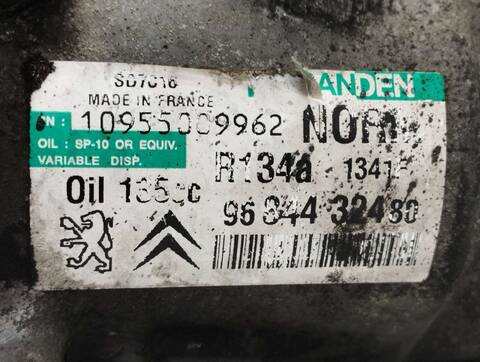 SD7C16
MADE IN FRANCE
SN : 10955009962
OIL : SP-10 OR EQUIV.
VARIABLE DISP.
R134a
Oil 135cc
96 844 324 80